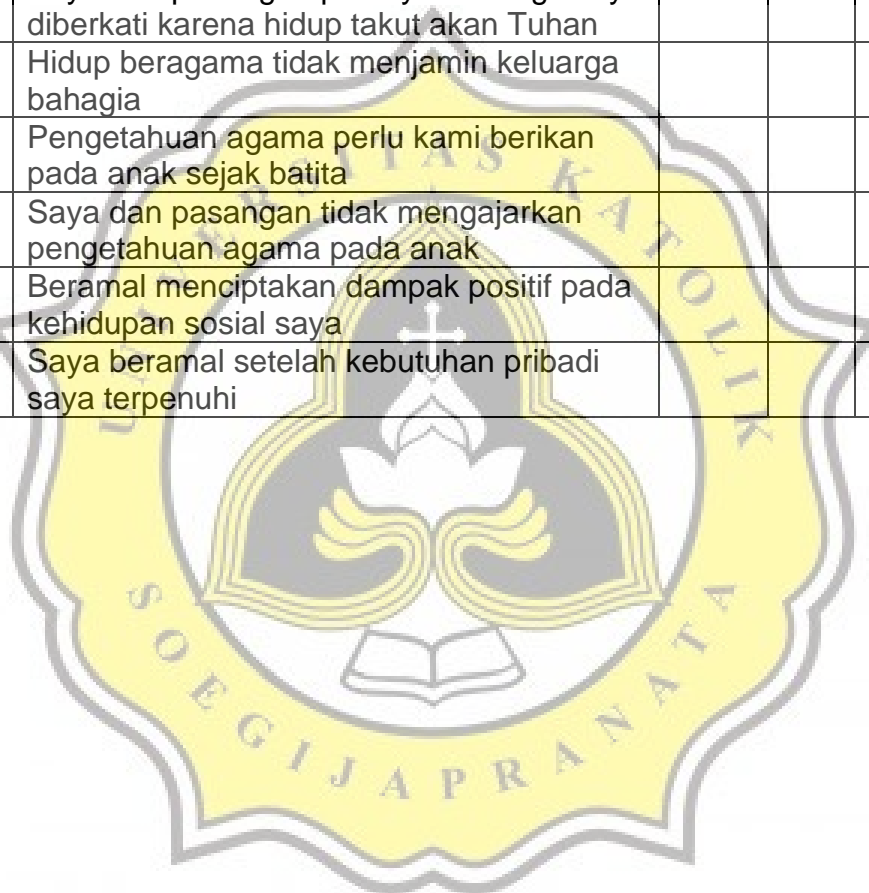 diberkati karena hidup takut akan Tuhan
Hidup beragama tidak menjamin keluarga
bahagia
Pengetahuan agama perlu kami berikan
pada anak sejak batita
Saya dan pasangan tidak mengajarkan
pengetahuan agama pada anak
Beramal menciptakan dampak positif pada
kehidupan sosial saya
Saya beramal setelah kebutuhan pribadi
saya terpenuhi
UNIVERSITAS KATOLIK
SOEGIJAPRANATA